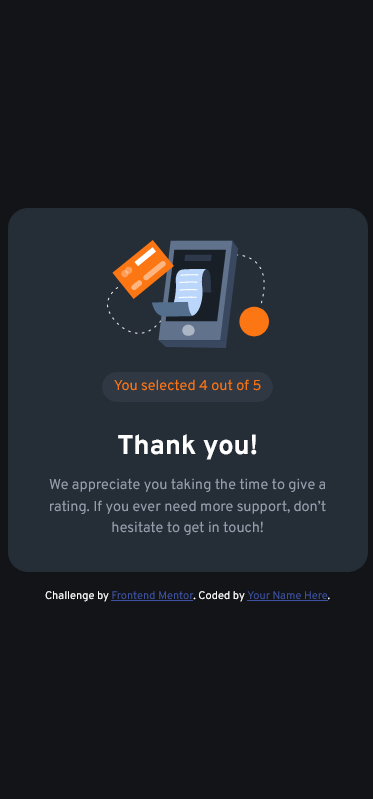 You selected 4 out of 5
Thank you!
We appreciate you taking the time to give a
rating. If you ever need more support, don’t
hesitate to get in touch!
Challenge by Frontend Mentor. Coded by Your Name Here.